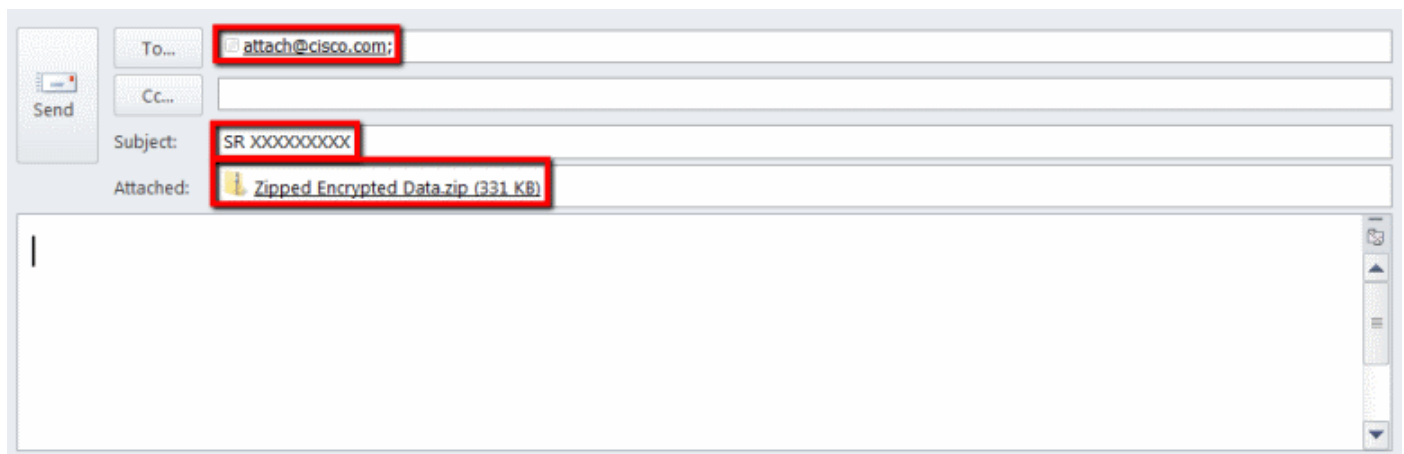 To...
attach@cisco.com;
Send
Cc...
Subject:
SR XXXXXXXXX
Attached:
Zipped Encrypted Data.zip (331 KB)